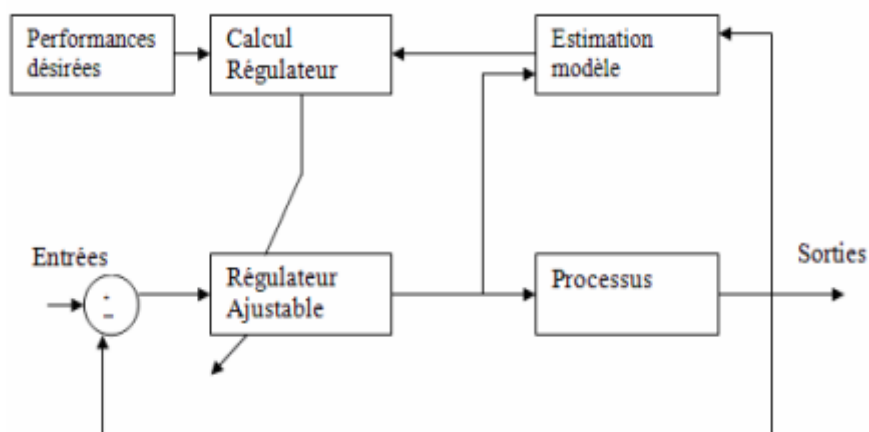 Performances
désirées
Calcul
Régulateur
Estimation
modèle
Entrées
+
−
Régulateur
Ajustable
Processus
Sorties